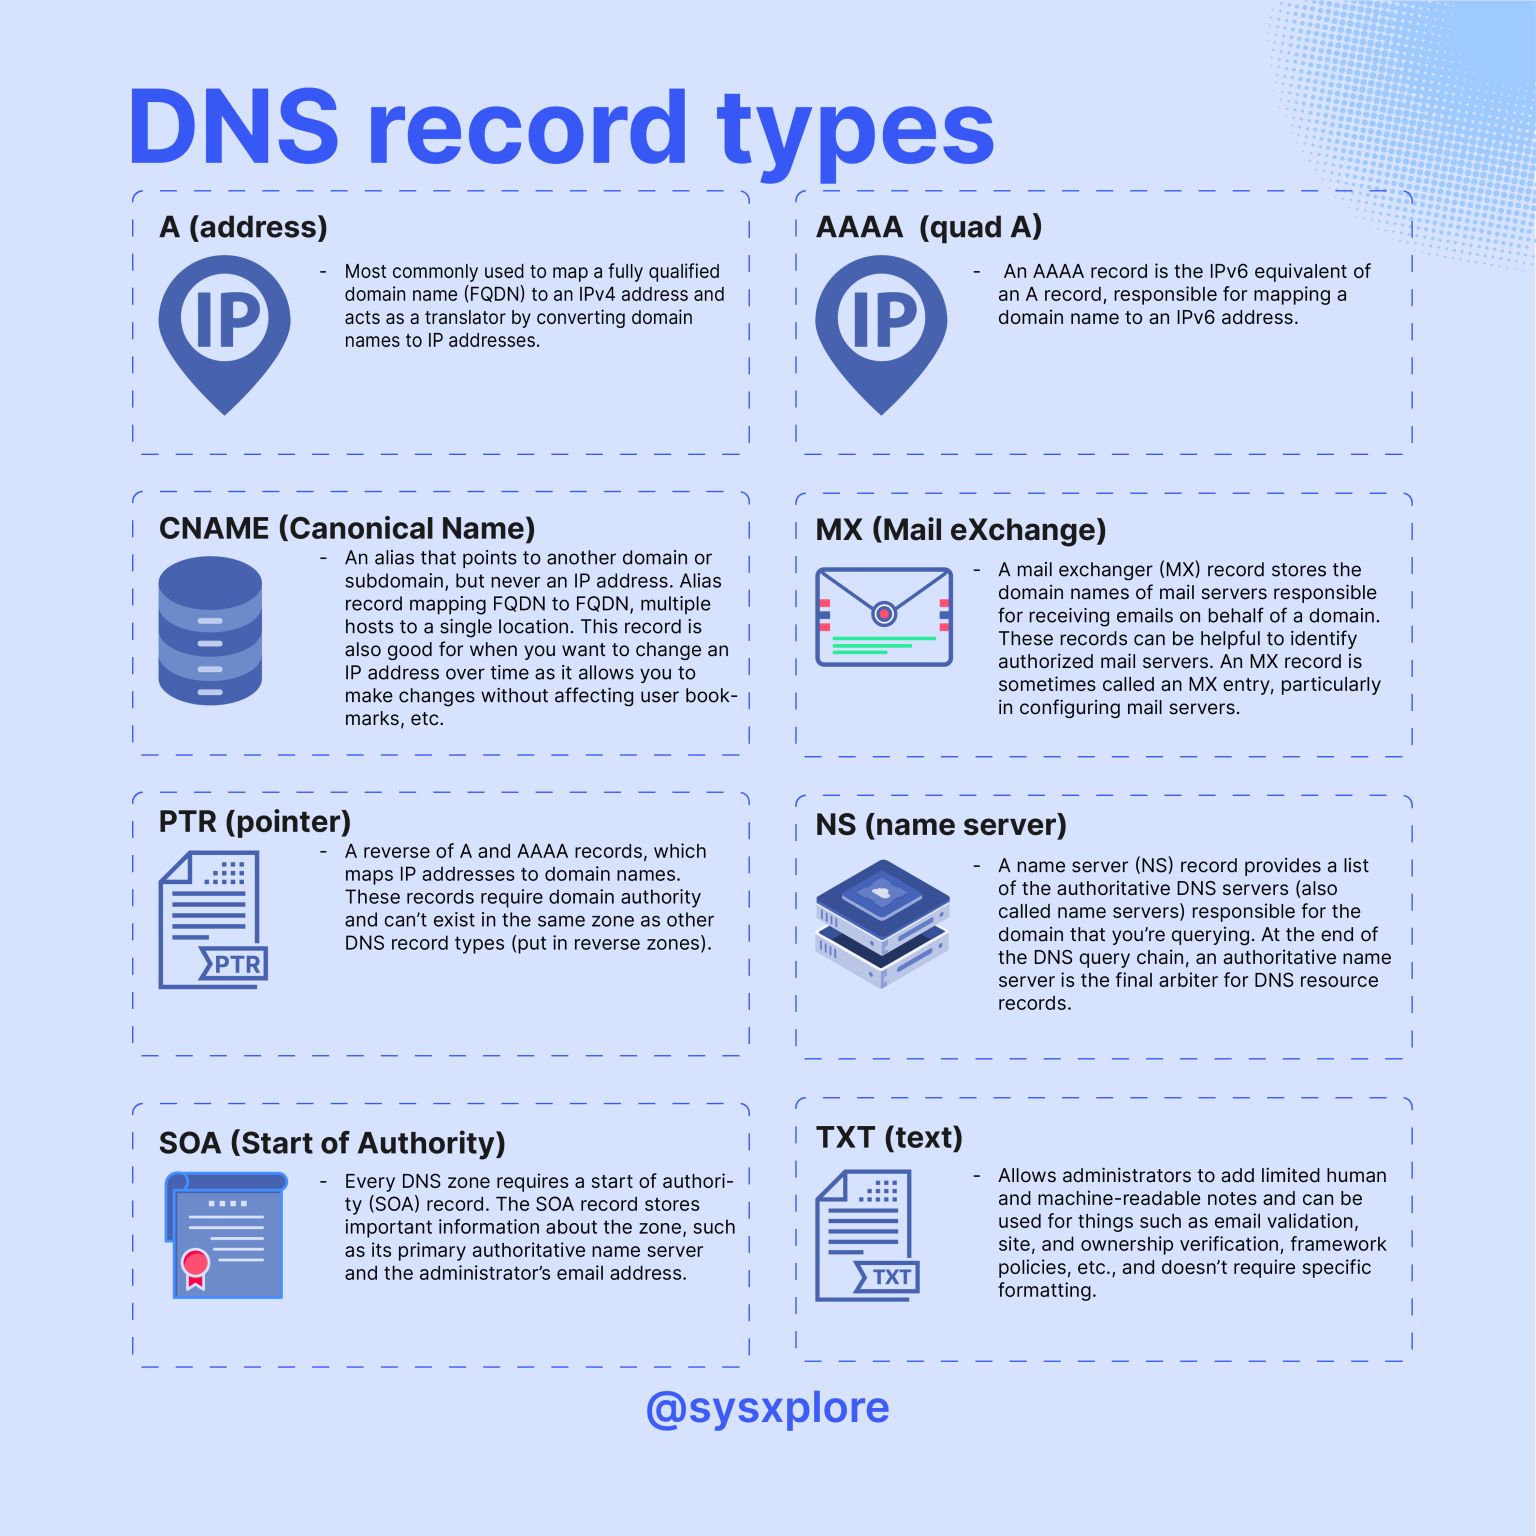 DNS record types
A (address)
IP
- Most commonly used to map a fully qualified
domain name (FQDN) to an IPv4 address and
acts as a translator by converting domain
names to IP addresses.
AAAA (quad A)
IP
- An AAAA record is the IPv6 equivalent of
an A record, responsible for mapping a
domain name to an IPv6 address.
CNAME (Canonical Name)
- An alias that points to another domain or
subdomain, but never an IP address. Alias
record mapping FQDN to FQDN, multiple
hosts to a single location. This record is
also good for when you want to change an
IP address over time as it allows you to
make changes without affecting user book-
marks, etc.
MX (Mail eXchange)
- A mail exchanger (MX) record stores the
domain names of mail servers responsible
for receiving emails on behalf of a domain.
These records can be helpful to identify
authorized mail servers. An MX record is
sometimes called an MX entry, particularly
in configuring mail servers.
PTR (pointer)
- A reverse of A and AAAA records, which
maps IP addresses to domain names.
These records require domain authority
and can’t exist in the same zone as other
DNS record types (put in reverse zones).
PTR
NS (name server)
- A name server (NS) record provides a list
of the authoritative DNS servers (also
called name servers) responsible for the
domain that you’re querying. At the end of
the DNS query chain, an authoritative name
server is the final arbiter for DNS resource
records.
SOA (Start of Authority)
- Every DNS zone requires a start of authori-
ty (SOA) record. The SOA record stores
important information about the zone, such
as its primary authoritative name server
and the administrator’s email address.
TXT (text)
- Allows administrators to add limited human
and machine-readable notes and can be
used for things such as email validation,
site, and ownership verification, framework
policies, etc., and doesn’t require specific
formatting.
TXT
@sysxplore